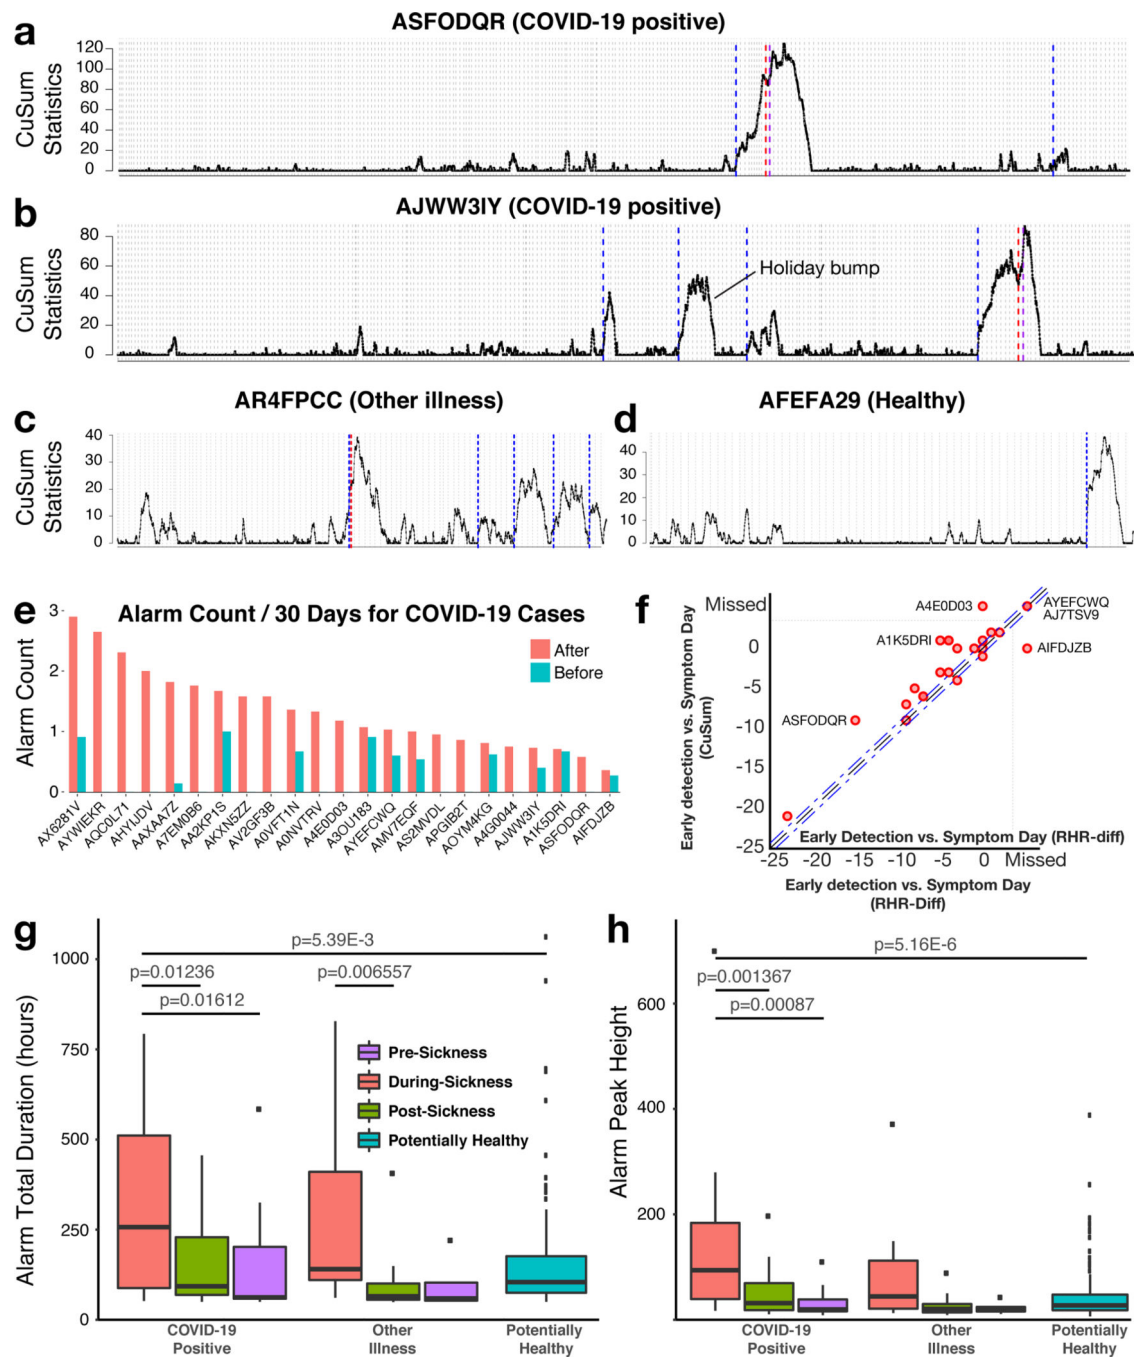 a
ASFODQR (COVID-19 positive)
CuSum
Statistics
120
100
80
60
40
20
0
b
AJWW3IY (COVID-19 positive)
CuSum
Statistics
80
60
40
20
0
Holiday bump
c
AR4FPCC (Other illness)
CuSum
Statistics
40
30
20
10
0
d
AFEFA29 (Healthy)
40
30
20
10
0
e
Alarm Count / 30 Days for COVID-19 Cases
Alarm Count
3
2
1
0
After
Before
AX6281V
AYWIEKR
AQC0L71
AHYIJDV
AXAA7Z
A7EM0B6
AA2KP1S
AKXN5ZZ
AV2GF3B
A0VFT1N
A0NVTRV
A4E0D03
A3OU183
AYEFCWQ
AMV7EQF
AS2MVDL
APGIB2T
AOYM4KG
A4G0044
AJWW3IY
A1K5DRI
ASFODQR
AIFDJZB
f
Early detection vs. Symptom Day
(CuSum)
Missed
0
-5
-10
-15
-20
-25
A4E0D03
AYEFCWQ
AJ7TSV9
A1K5DRI
AIFDJZB
ASFODQR
Early Detection vs. Symptom Day (RHR-diff)
-25 -20 -15 -10 -5 0 Missed
Early detection vs. Symptom Day
(RHR-Diff)
g
Alarm Total Duration (hours)
1000
750
500
250
0
p=5.39E-3
p=0.01236
p=0.006557
p=0.01612
Pre-Sickness
During-Sickness
Post-Sickness
Potentially Healthy
COVID-19
Positive
Other
Illness
Potentially
Healthy
h
Alarm Peak Height
600
400
200
p=5.16E-6
p=0.001367
p=0.00087
COVID-19
Positive
Other
Illness
Potentially
Healthy